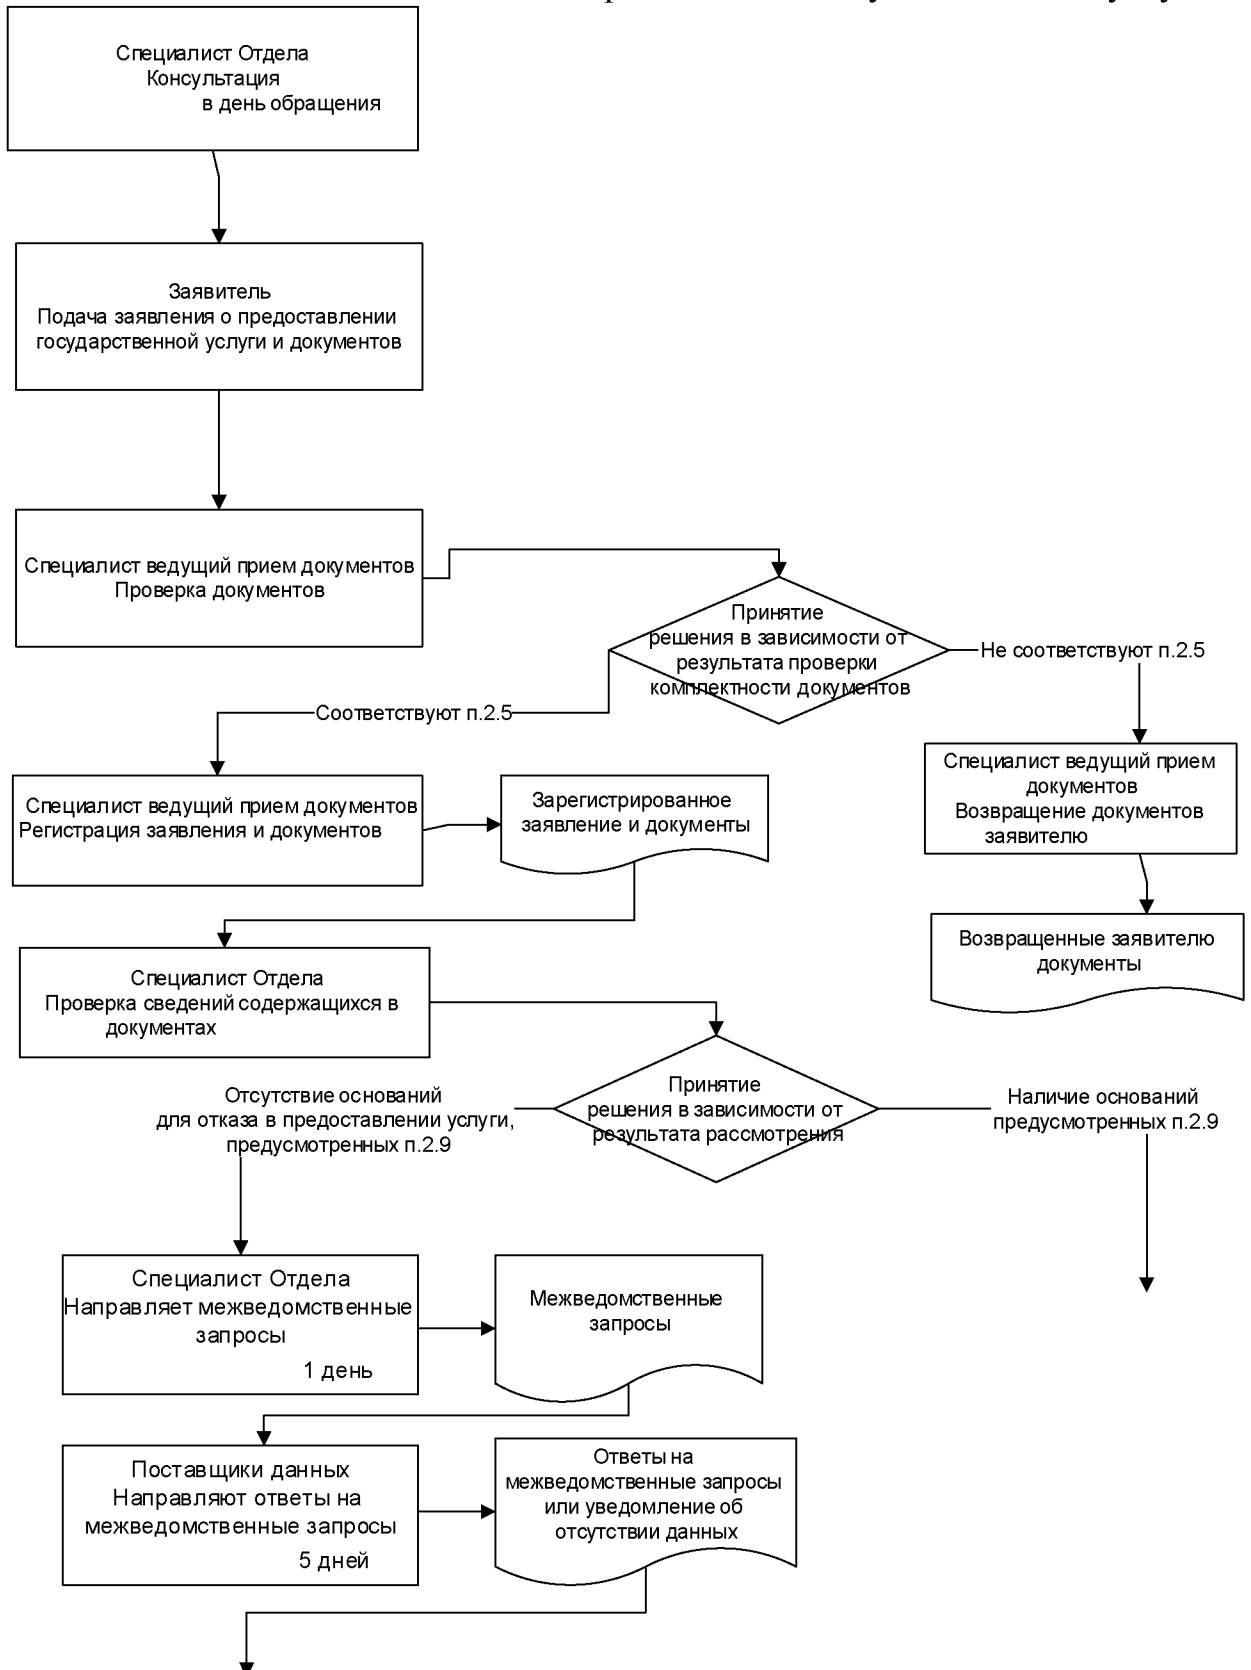 Специалист Отдела
Консультация
в день обращения
Заявитель
Подача заявления о предоставлении
государственной услуги и документов
Специалист ведущий прием документов
Проверка документов
Принятие
решения в зависимости от
результата проверки
комплектности документов
Не соответствуют п.2.5
Соответствуют п.2.5
Специалист ведущий прием
документов
Возвращение документов
заявителю
Специалист ведущий прием документов
Регистрация заявления и документов
Зарегистрированное
заявление и документы
Возвращенные заявителю
документы
Специалист Отдела
Проверка сведений содержащихся в
документах
Принятие
решения в зависимости от
результата рассмотрения
Отсутствие оснований
для отказа в предоставлении услуги,
предусмотренных п.2.9
Наличие оснований
предусмотренных п.2.9
Специалист Отдела
Направляет межведомственные
запросы
1 день
Межведомственные
запросы
Поставщики данных
Направляют ответы на
межведомственные запросы
5 дней
Ответы на
межведомственные запросы
или уведомление об
отсутствии данных